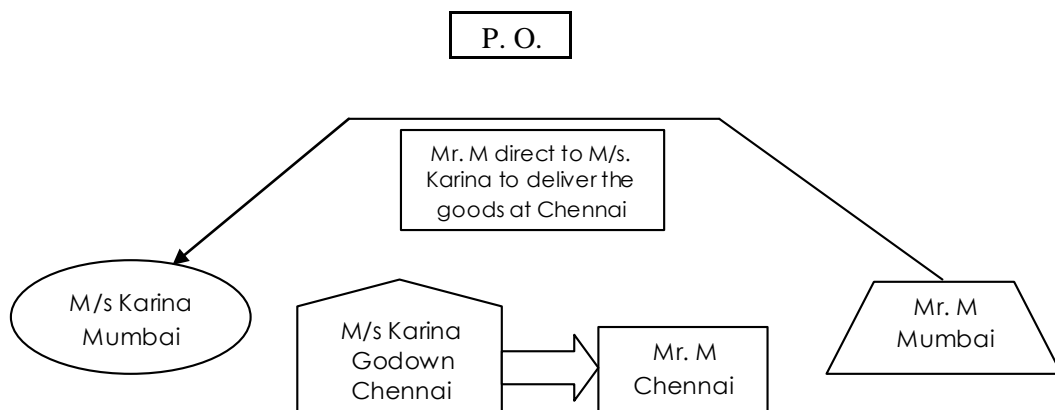 P. O.
Mr. M direct to M/s.
Karina to deliver the
goods at Chennai
M/s Karina
Mumbai
M/s Karina
Godown
Chennai
Mr. M
Chennai
Mr. M
Mumbai